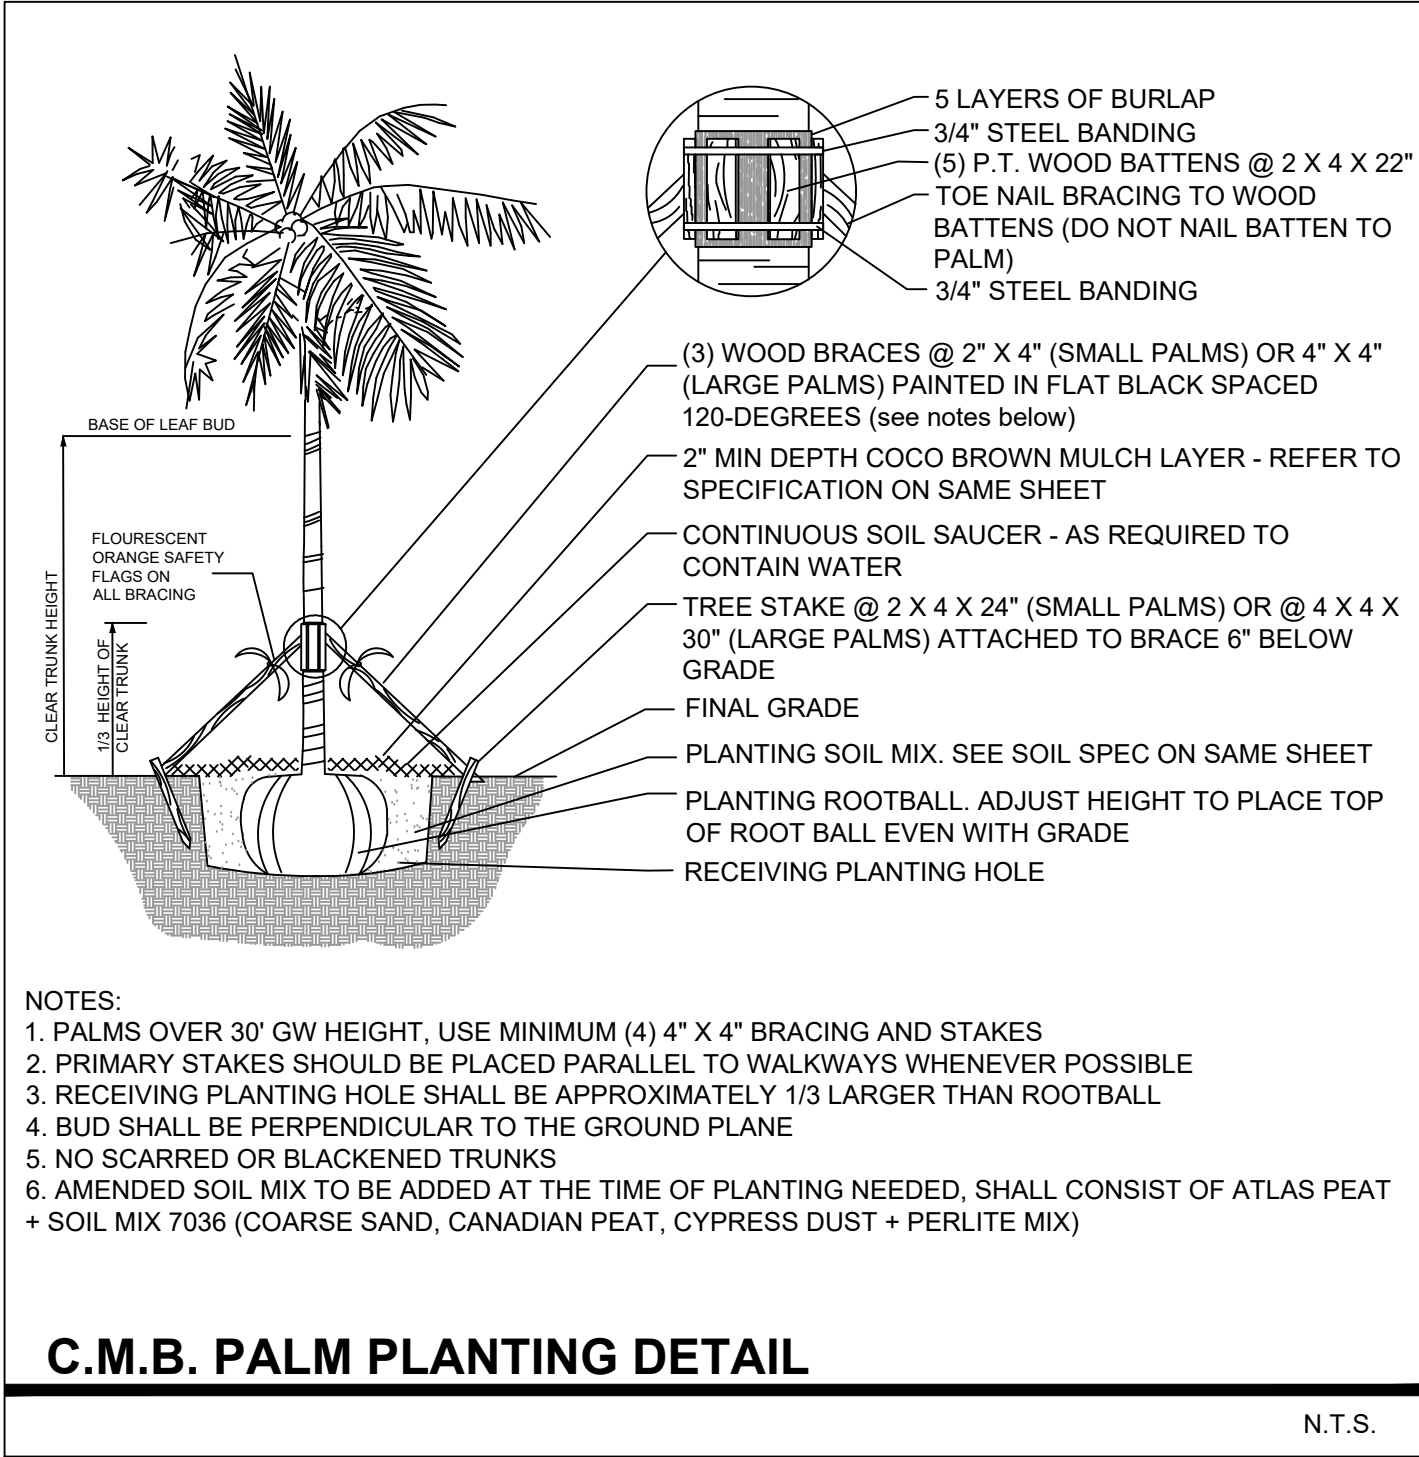 5 LAYERS OF BURLAP
3/4" STEEL BANDING
(5) P.T. WOOD BATTENS @ 2 X 4 X 22"
TOE NAIL BRACING TO WOOD
BATTENS (DO NOT NAIL BATTEN TO
PALM)
3/4" STEEL BANDING
(3) WOOD BRACES @ 2" X 4" (SMALL PALMS) OR 4" X 4"
(LARGE PALMS) PAINTED IN FLAT BLACK SPACED
120-DEGREES (see notes below)
BASE OF LEAF BUD
2" MIN DEPTH COCO BROWN MULCH LAYER - REFER TO
SPECIFICATION ON SAME SHEET
FLOURESCENT
ORANGE SAFETY
FLAGS ON
ALL BRACING
CONTINUOUS SOIL SAUCER - AS REQUIRED TO
CONTAIN WATER
CLEAR TRUNK HEIGHT
1/3 HEIGHT OF
CLEAR TRUNK
TREE STAKE @ 2 X 4 X 24" (SMALL PALMS) OR @ 4 X 4 X
30" (LARGE PALMS) ATTACHED TO BRACE 6" BELOW
GRADE
FINAL GRADE
PLANTING SOIL MIX. SEE SOIL SPEC ON SAME SHEET
PLANTING ROOTBALL. ADJUST HEIGHT TO PLACE TOP
OF ROOT BALL EVEN WITH GRADE
RECEIVING PLANTING HOLE
NOTES:
1. PALMS OVER 30' GW HEIGHT, USE MINIMUM (4) 4" X 4" BRACING AND STAKES
2. PRIMARY STAKES SHOULD BE PLACED PARALLEL TO WALKWAYS WHENEVER POSSIBLE
3. RECEIVING PLANTING HOLE SHALL BE APPROXIMATELY 1/3 LARGER THAN ROOTBALL
4. BUD SHALL BE PERPENDICULAR TO THE GROUND PLANE
5. NO SCARRED OR BLACKENED TRUNKS
6. AMENDED SOIL MIX TO BE ADDED AT THE TIME OF PLANTING NEEDED, SHALL CONSIST OF ATLAS PEAT
+ SOIL MIX 7036 (COARSE SAND, CANADIAN PEAT, CYPRESS DUST + PERLITE MIX)
C.M.B. PALM PLANTING DETAIL
N.T.S.